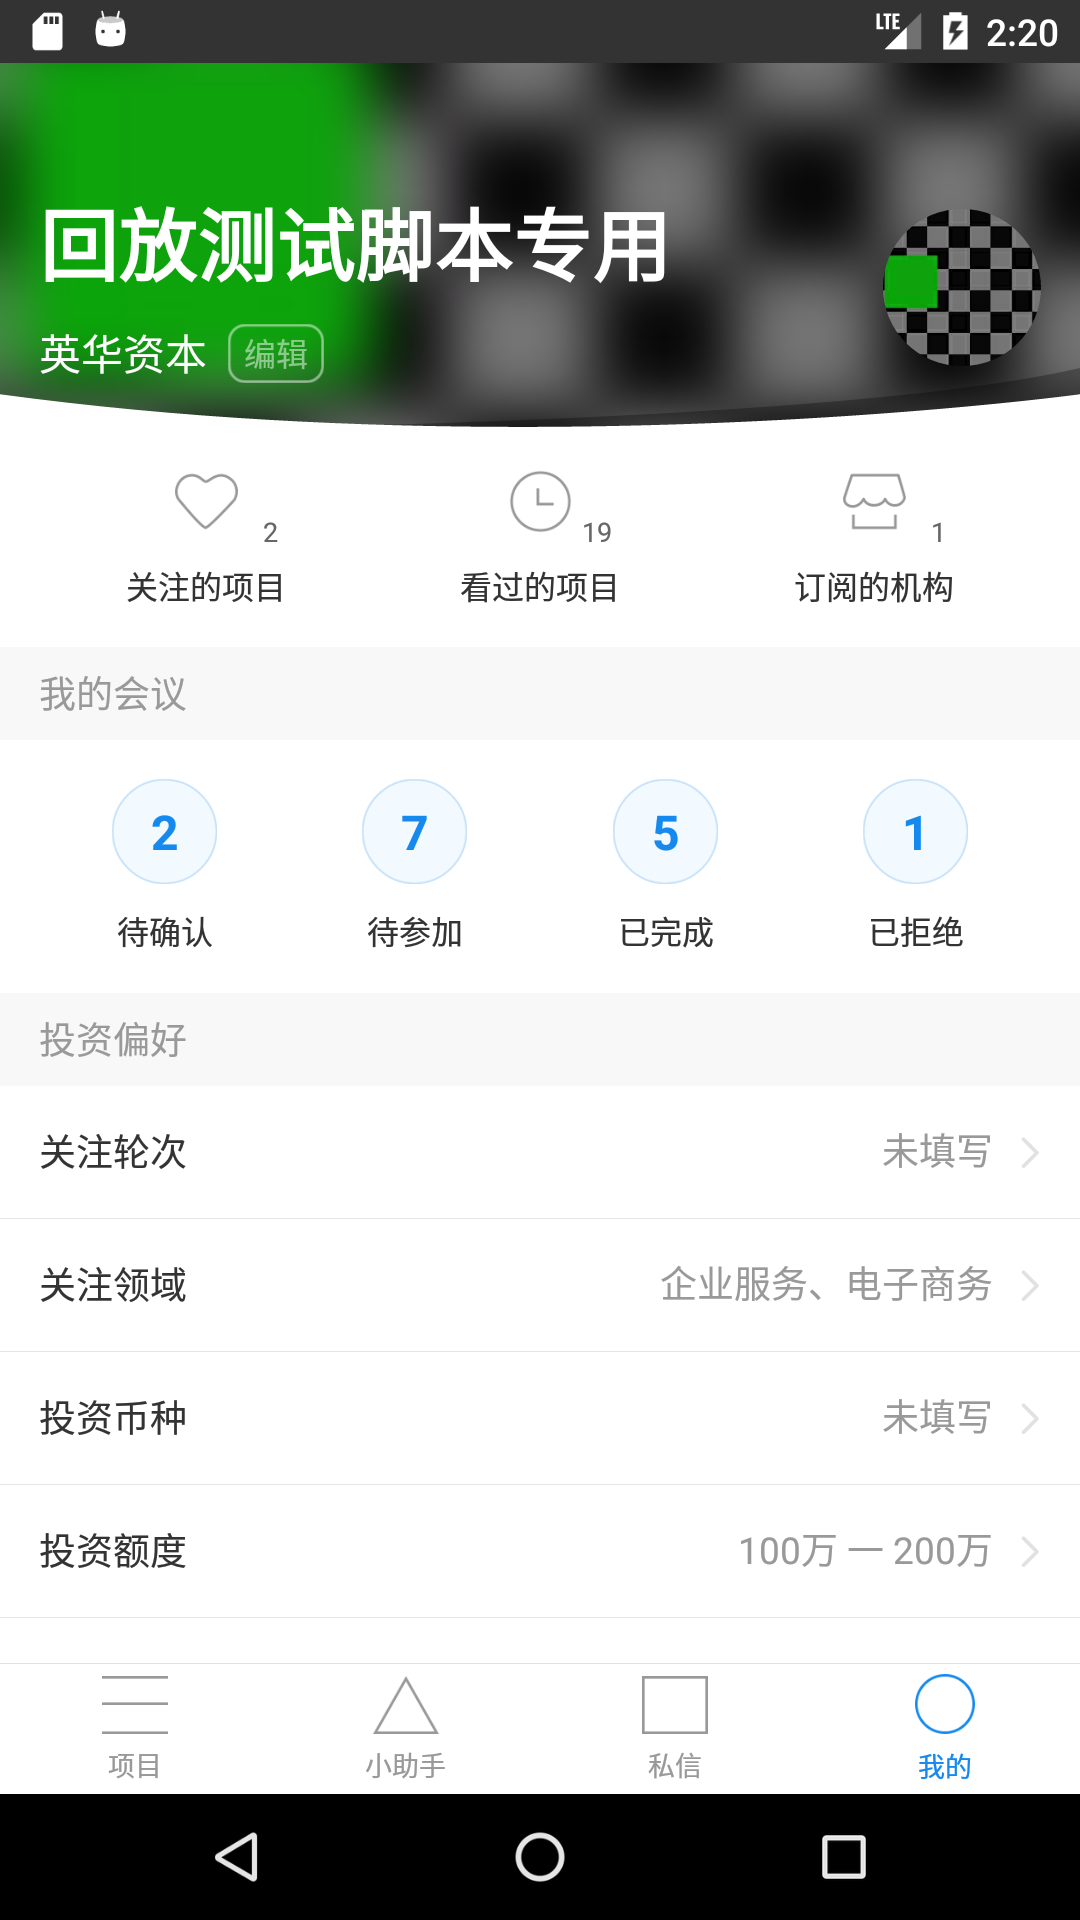 LTE 2:20
回放测试脚本专用
英华资本 编辑
2 19 1
关注的项目 看过的项目 订阅的机构
我的会议
2 7 5 1
待确认 待参加 已完成 已拒绝
投资偏好
关注轮次 未填写
关注领域 企业服务、电子商务
投资币种 未填写
投资额度 100万 一 200万
项目 小助手 私信 我的